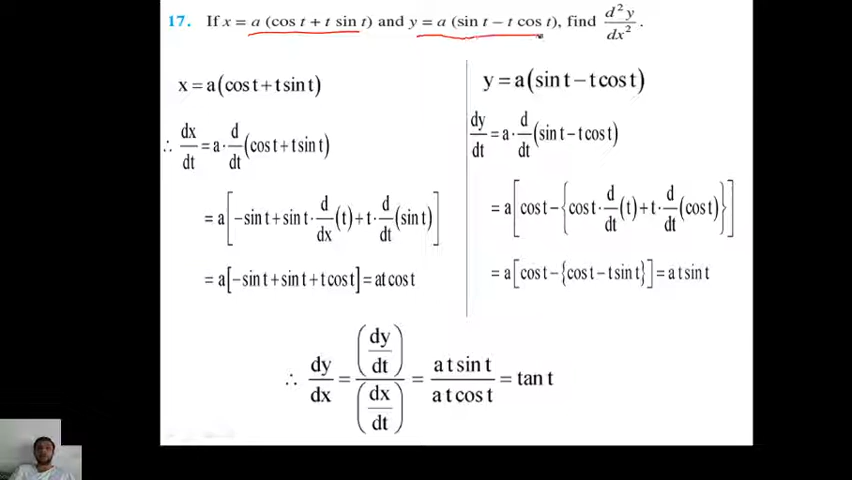 17. If x = a (cos t + t sin t) and y = a (sin t − t cos t), find d²y/dx².
x = a(cos t + t sin t)
∴ dx/dt = a · d/dt (cos t + t sin t)
= a[−sin t + sin t · d/dx (t) + t · d/dt (sin t)]
= a[−sin t + sin t + t cos t] = at cos t
y = a(sin t − t cos t)
dy/dt = a · d/dt (sin t − t cos t)
= a[cos t − {cos t · d/dt (t) + t · d/dt (cos t)}]
= a[cos t − {cos t − t sin t}] = a t sin t
∴ dy/dx = (dy/dt)/(dx/dt) = a t sin t/a t cos t = tan t